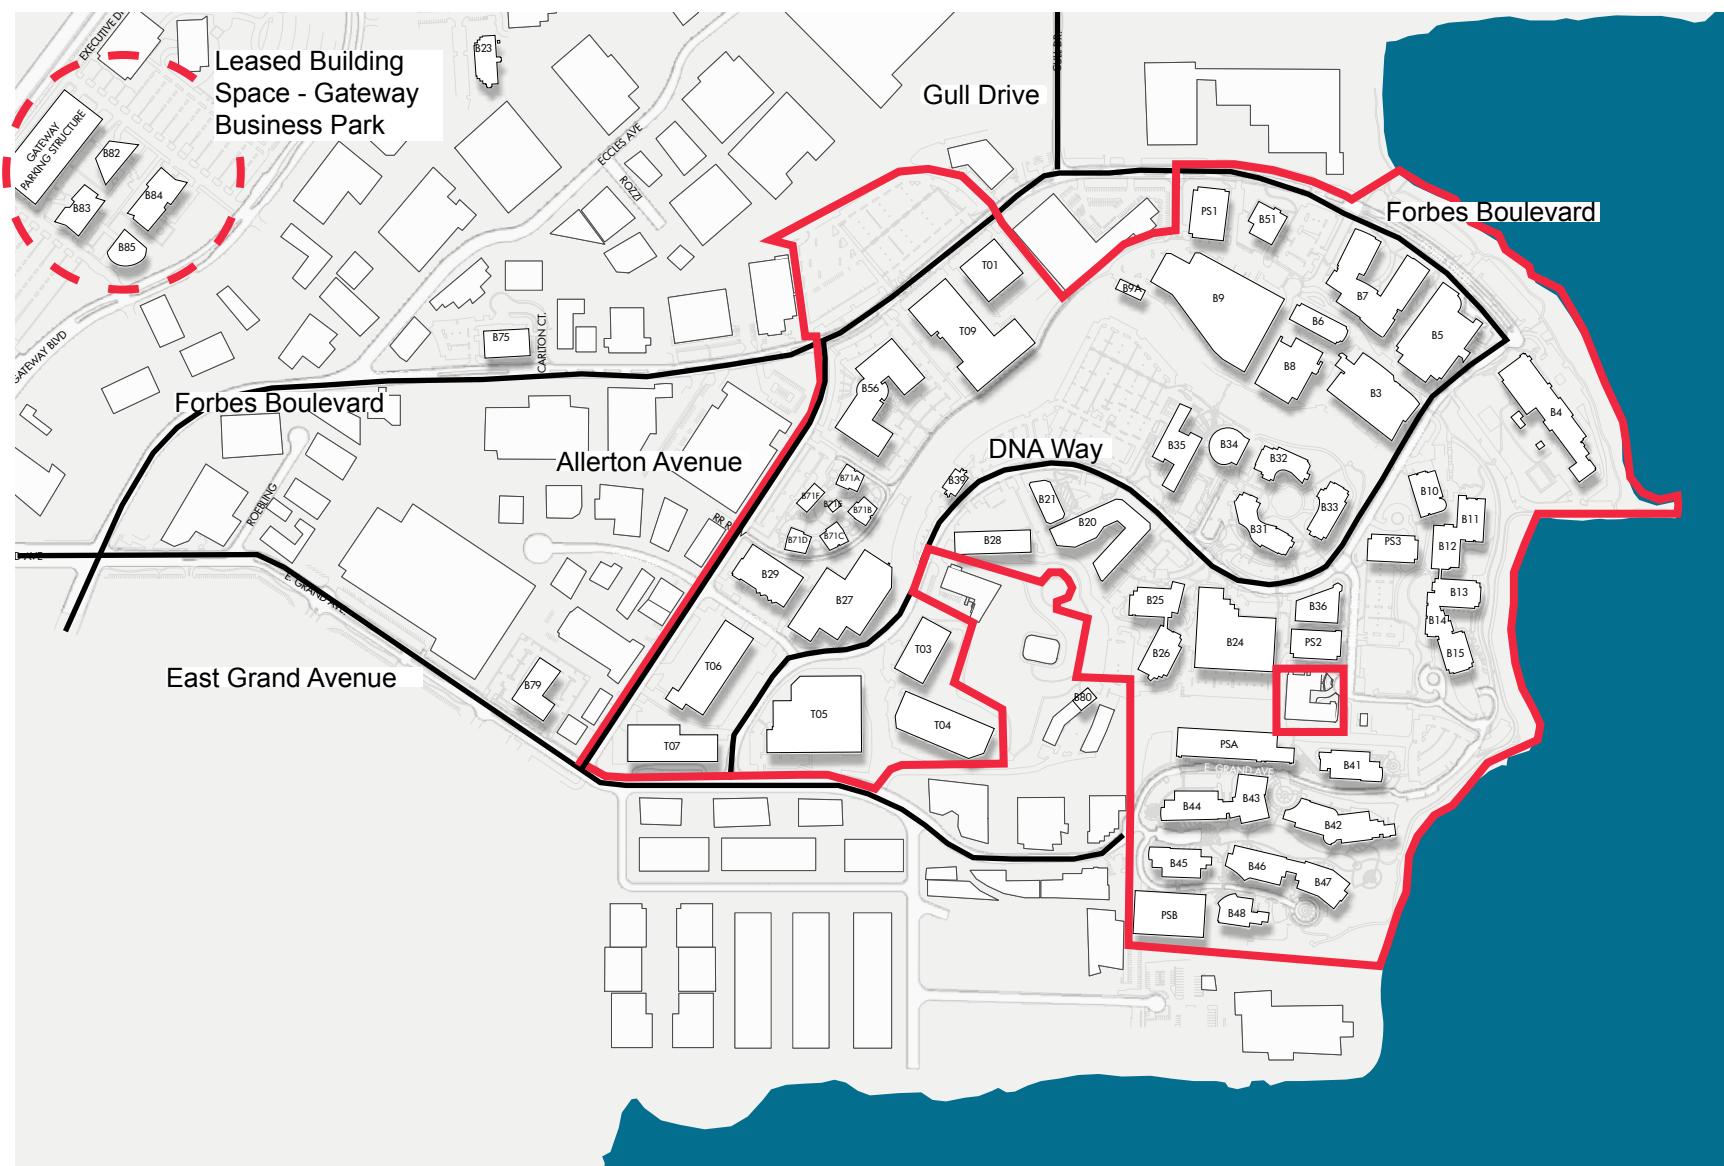 EXECUTIVE DR
B23
Leased Building
Space - Gateway
Business Park
GULL DR.
Gull Drive
GATEWAY
PARKING STRUCTURE
B82
B84
B83
B85
ECCLES AVE
ROZZI
PS1
B51
Forbes Boulevard
T01
B9A
B9
B7
B6
B5
T09
B8
B3
B4
GATEWAY BLVD
B75
CARLTON CT.
B56
Forbes Boulevard
Allerton Avenue
DNA Way
B35
B34
B32
B39
B71A
B71F
B71E
B71B
B71D
B71C
B21
B20
B31
B33
B10
B11
B12
PS3
ROEBLING
RR R
D AVE
B28
B29
B27
E. GRAND AVE
B25
B26
B24
B36
PS2
B13
B14
B15
East Grand Avenue
B79
T06
T03
T05
T04
T07
B80
PSA
B41
E. GRAND AVE
B44
B43
B42
B45
B46
B47
PSB
B48